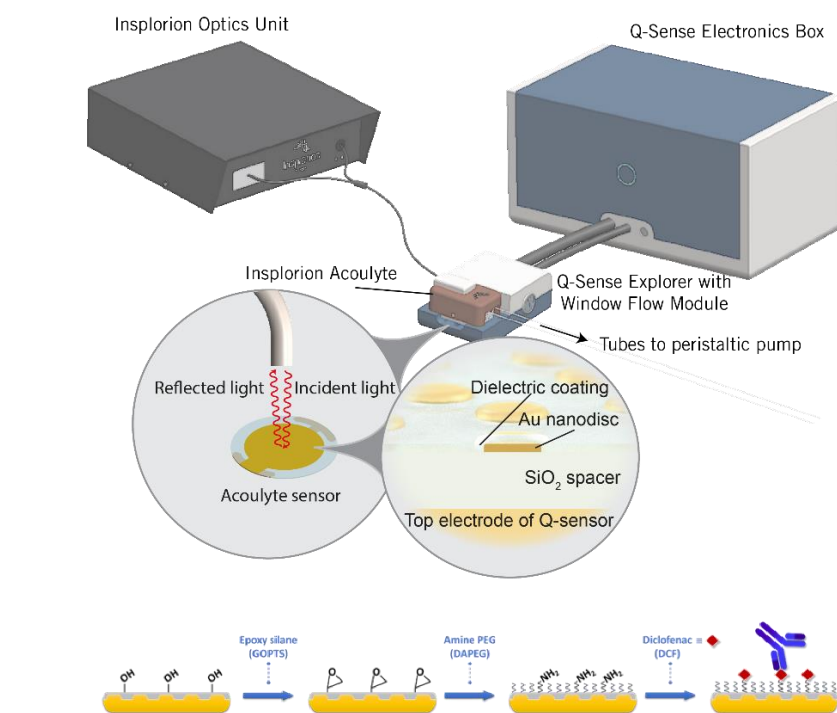 Insplorion Optics Unit
Q-Sense Electronics Box
Insplorion Acoulyte
Q-Sense Explorer with
Window Flow Module
Tubes to peristaltic pump
Reflected light
Incident light
Acoulyte sensor
Dielectric coating
Au nanodisc
SiO₂ spacer
Top electrode of Q-sensor
Epoxy silane
(GOPTS)
Amine PEG
(DAPEG)
Diclofenac =
(DCF)
OH
OH
OH
O
O
O
NH₂
NH₂
NH₂